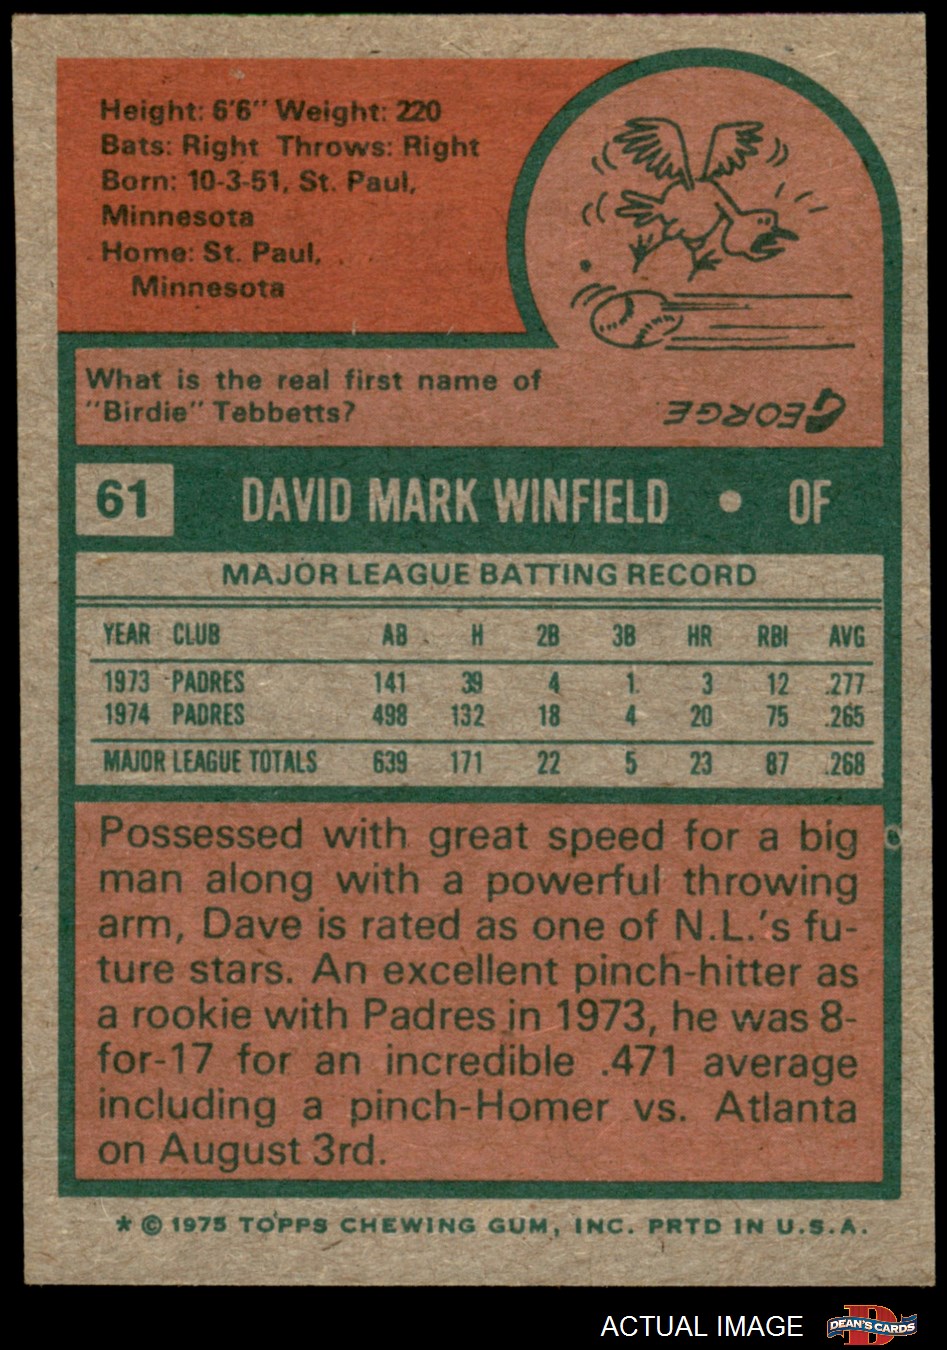 Height: 6'6" Weight: 220
Bats: Right Throws: Right
Born: 10-3-51, St. Paul,
Minnesota
Home: St. Paul,
Minnesota
What is the real first name of
"Birdie" Tebbetts?
GEORGE
61 DAVID MARK WINFIELD • OF
MAJOR LEAGUE BATTING RECORD
YEAR CLUB AB H 2B 3B HR RBI AVG
1973 PADRES 141 39 4 1 3 12 .277
1974 PADRES 498 132 18 4 20 75 .265
MAJOR LEAGUE TOTALS 639 171 22 5 23 87 .268
Possessed with great speed for a big
man along with a powerful throwing
arm, Dave is rated as one of N.L.'s fu-
ture stars. An excellent pinch-hitter as
a rookie with Padres in 1973, he was 8-
for-17 for an incredible .471 average
including a pinch-Homer vs. Atlanta
on August 3rd.
* © 1975 TOPPS CHEWING GUM, INC. PRTD IN U.S.A.
ACTUAL IMAGE DEAN'S CARDS